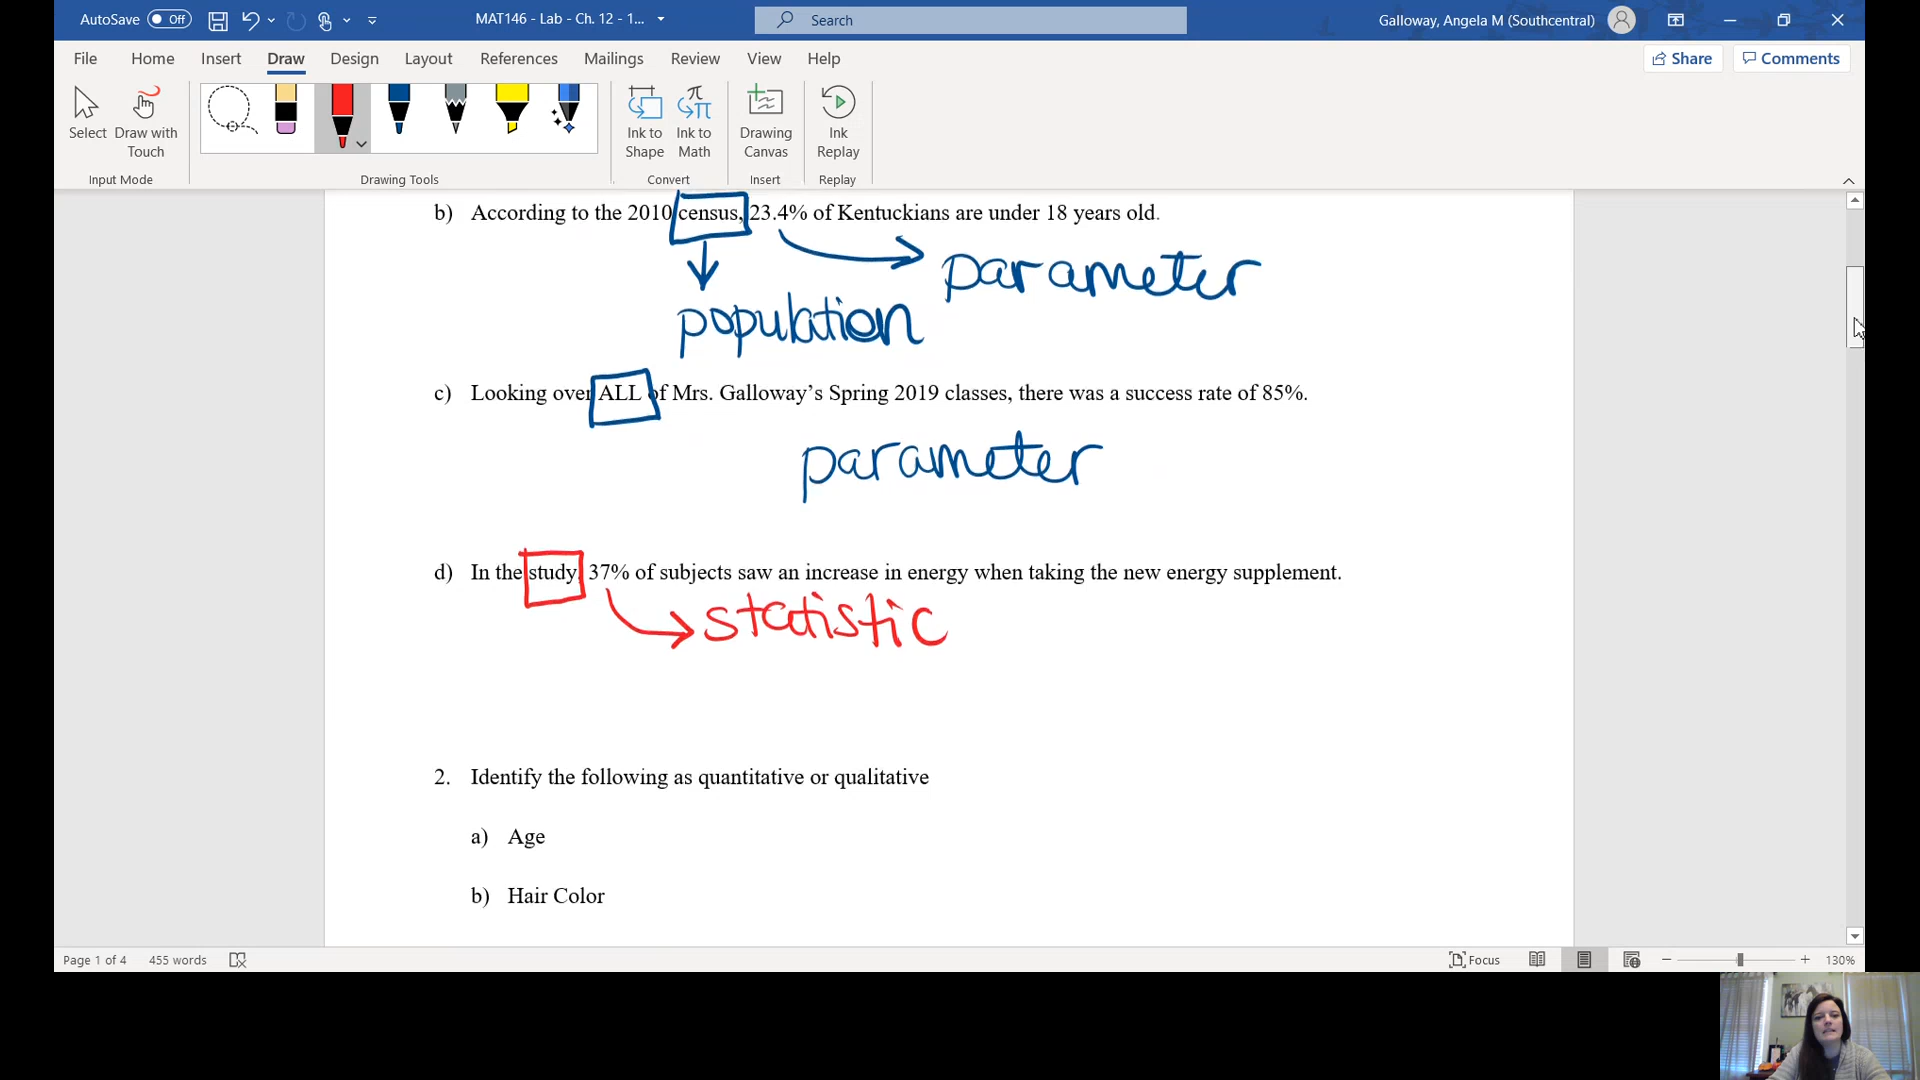 AutoSave Off MAT146 - Lab - Ch. 12 - 1... Search Galloway, Angela M (Southcentral)
File Home Insert Draw Design Layout References Mailings Review View Help Share Comments
Select Draw with Touch Ink to Shape Ink to Math Drawing Canvas Ink Replay
Input Mode Drawing Tools Convert Insert Replay
b) According to the 2010 census, 23.4% of Kentuckians are under 18 years old.
parameter
population
c) Looking over ALL of Mrs. Galloway’s Spring 2019 classes, there was a success rate of 85%.
parameter
d) In the study, 37% of subjects saw an increase in energy when taking the new energy supplement.
statistic
2. Identify the following as quantitative or qualitative
a) Age
b) Hair Color
Page 1 of 4 455 words Focus 130%